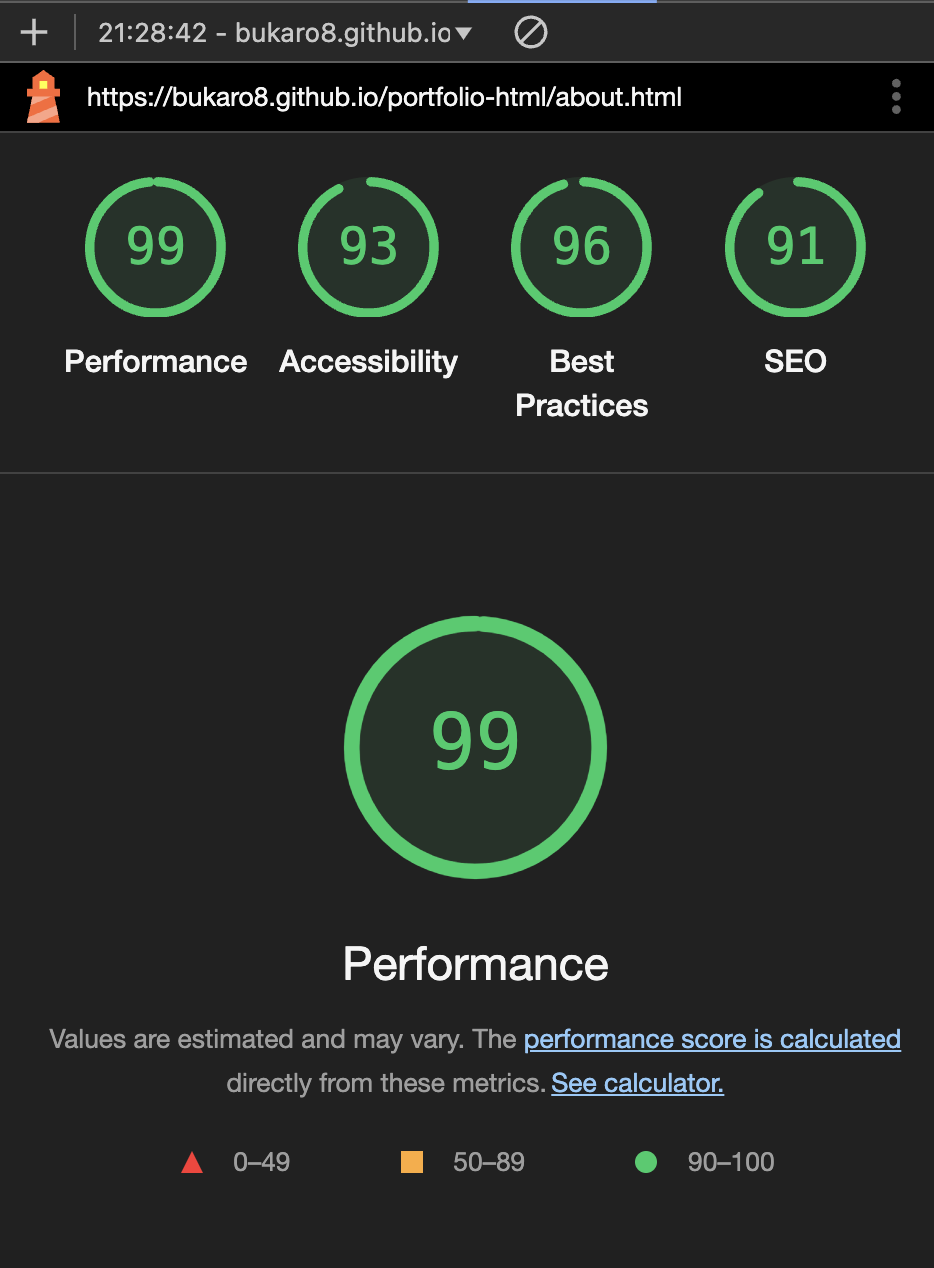 21:28:42 - bukaro8.github.io
https://bukaro8.github.io/portfolio-html/about.html
99
93
96
91
Performance
Accessibility
Best
Practices
SEO
99
Performance
Values are estimated and may vary. The performance score is calculated
directly from these metrics. See calculator.
0–49
50–89
90–100